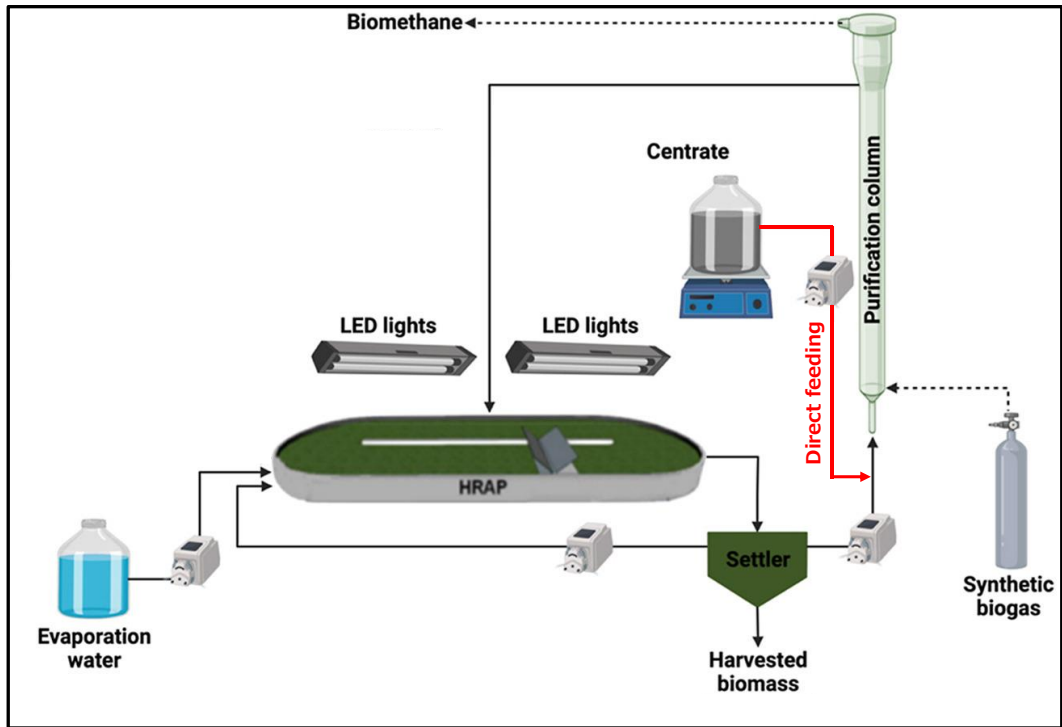 Biomethane
Centrate
Purification column
LED lights
LED lights
Direct feeding
HRAP
Settler
Evaporation
water
Synthetic
biogas
Harvested
biomass